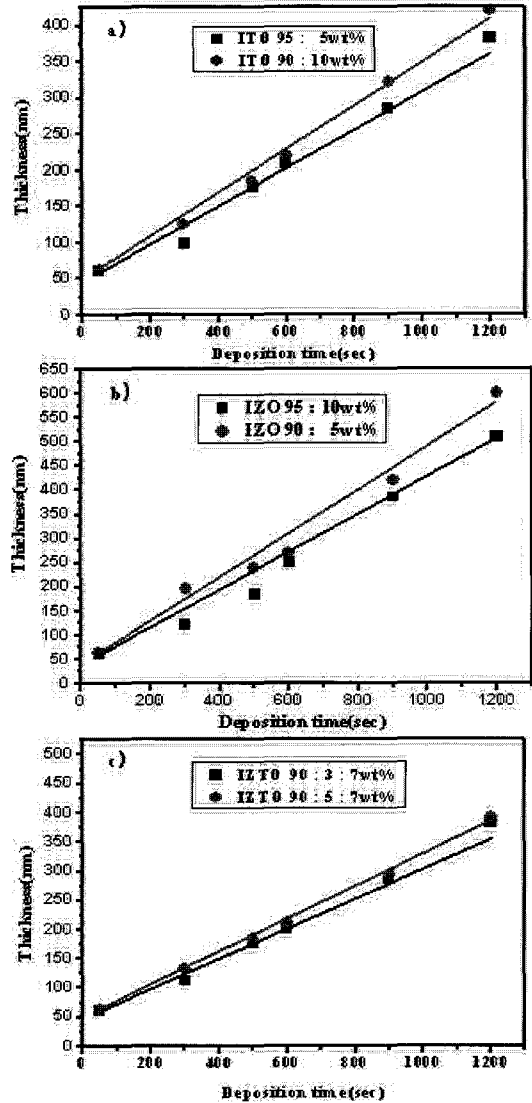 a)
ITO 95 : 5wt%
ITO 90 : 10wt%
Thickness(nm)
400
350
300
250
200
150
100
50
0
0 200 400 600 800 1000 1200
Deposition time(sec)
b)
IZO 95 : 10wt%
IZO 90 : 5wt%
Thickness(nm)
650
600
550
500
450
400
350
300
250
200
150
100
50
0
0 200 400 600 800 1000 1200
Deposition time(sec)
c)
IZTO 90 : 3 : 7wt%
IZTO 90 : 5 : 7wt%
Thickness(nm)
500
450
400
350
300
250
200
150
100
50
0
0 200 400 600 800 1000 1200
Deposition time(sec)